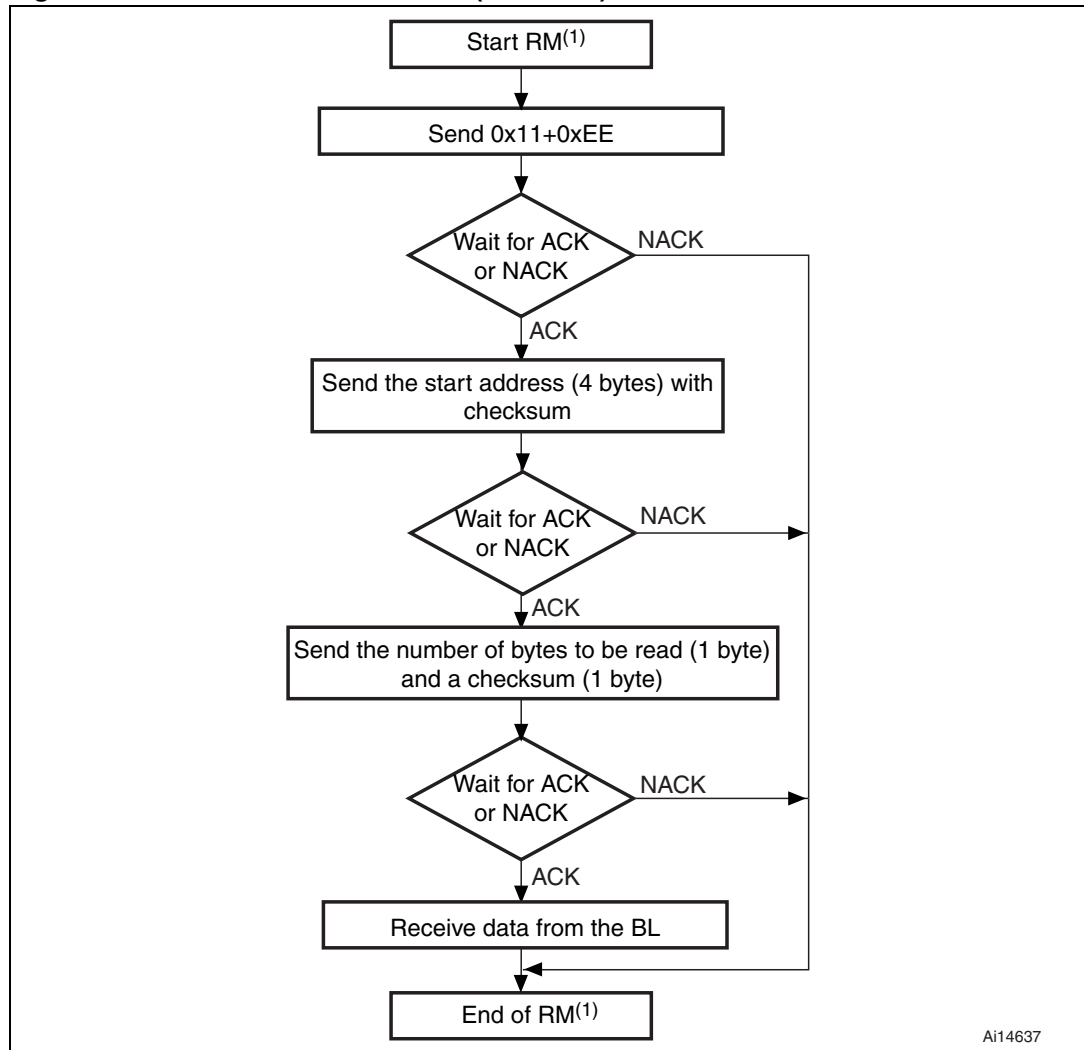 Start RM(1)
Send 0x11+0xEE
Wait for ACK
or NACK
NACK
ACK
Send the start address (4 bytes) with
checksum
Wait for ACK
or NACK
NACK
ACK
Send the number of bytes to be read (1 byte)
and a checksum (1 byte)
Wait for ACK
or NACK
NACK
ACK
Receive data from the BL
End of RM(1)
Ai14637